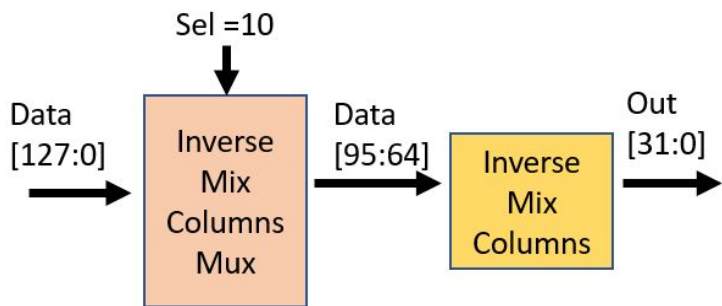 Sel =10
Data
[127:0]
Inverse
Mix
Columns
Mux
Data
[95:64]
Inverse
Mix
Columns
Out
[31:0]